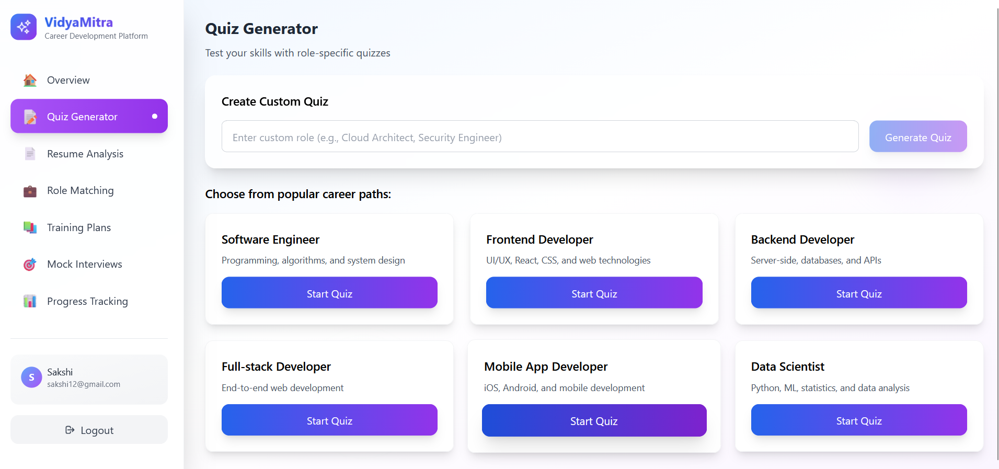 VidyaMitra
Career Development Platform
Overview
Quiz Generator
Resume Analysis
Role Matching
Training Plans
Mock Interviews
Progress Tracking
S
Sakshi
sakshi12@gmail.com
Logout
Quiz Generator
Test your skills with role-specific quizzes
Create Custom Quiz
Enter custom role (e.g., Cloud Architect, Security Engineer)
Generate Quiz
Choose from popular career paths:
Software Engineer
Programming, algorithms, and system design
Start Quiz
Frontend Developer
UI/UX, React, CSS, and web technologies
Start Quiz
Backend Developer
Server-side, databases, and APIs
Start Quiz
Full-stack Developer
End-to-end web development
Start Quiz
Mobile App Developer
iOS, Android, and mobile development
Start Quiz
Data Scientist
Python, ML, statistics, and data analysis
Start Quiz